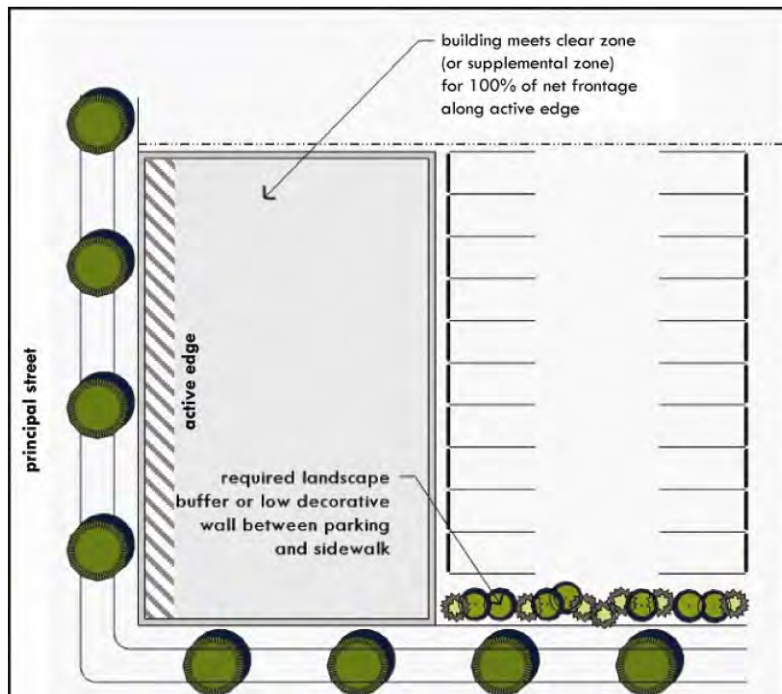 building meets clear zone
(or supplemental zone)
for 100% of net frontage
along active edge
principal street
active edge
required landscape
buffer or low decorative
wall between parking
and sidewalk